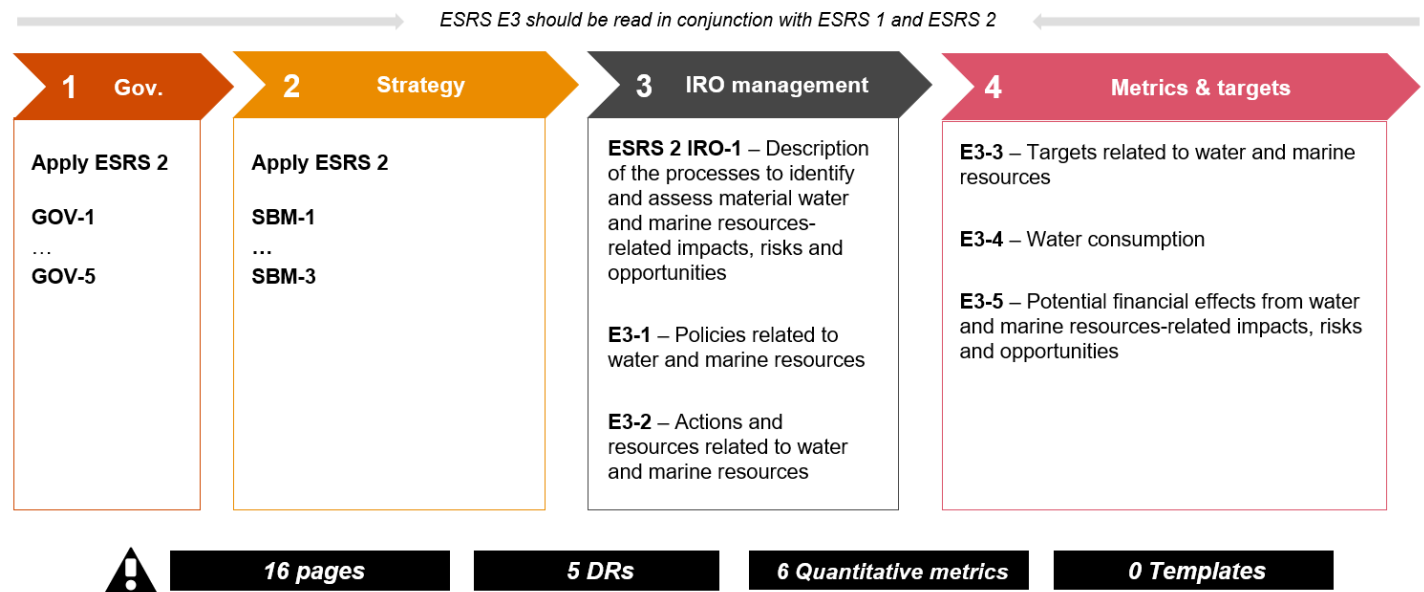 ESRS E3 should be read in conjunction with ESRS 1 and ESRS 2
1 Gov.
Apply ESRS 2
GOV-1
…
GOV-5
2 Strategy
Apply ESRS 2
SBM-1
…
SBM-3
3 IRO management
ESRS 2 IRO-1 – Description
of the processes to identify
and assess material water
and marine resources-
related impacts, risks and
opportunities
E3-1 – Policies related to
water and marine resources
E3-2 – Actions and
resources related to water
and marine resources
4 Metrics & targets
E3-3 – Targets related to water and marine
resources
E3-4 – Water consumption
E3-5 – Potential financial effects from water
and marine resources-related impacts, risks
and opportunities
16 pages
5 DRs
6 Quantitative metrics
0 Templates